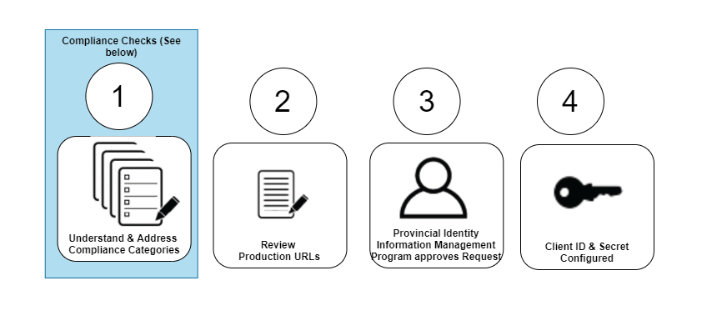 Compliance Checks (See
below)
1
2
3
4
Understand & Address
Compliance Categories
Review
Production URLs
Provincial Identity
Information Management
Program approves Request
Client ID & Secret
Configured